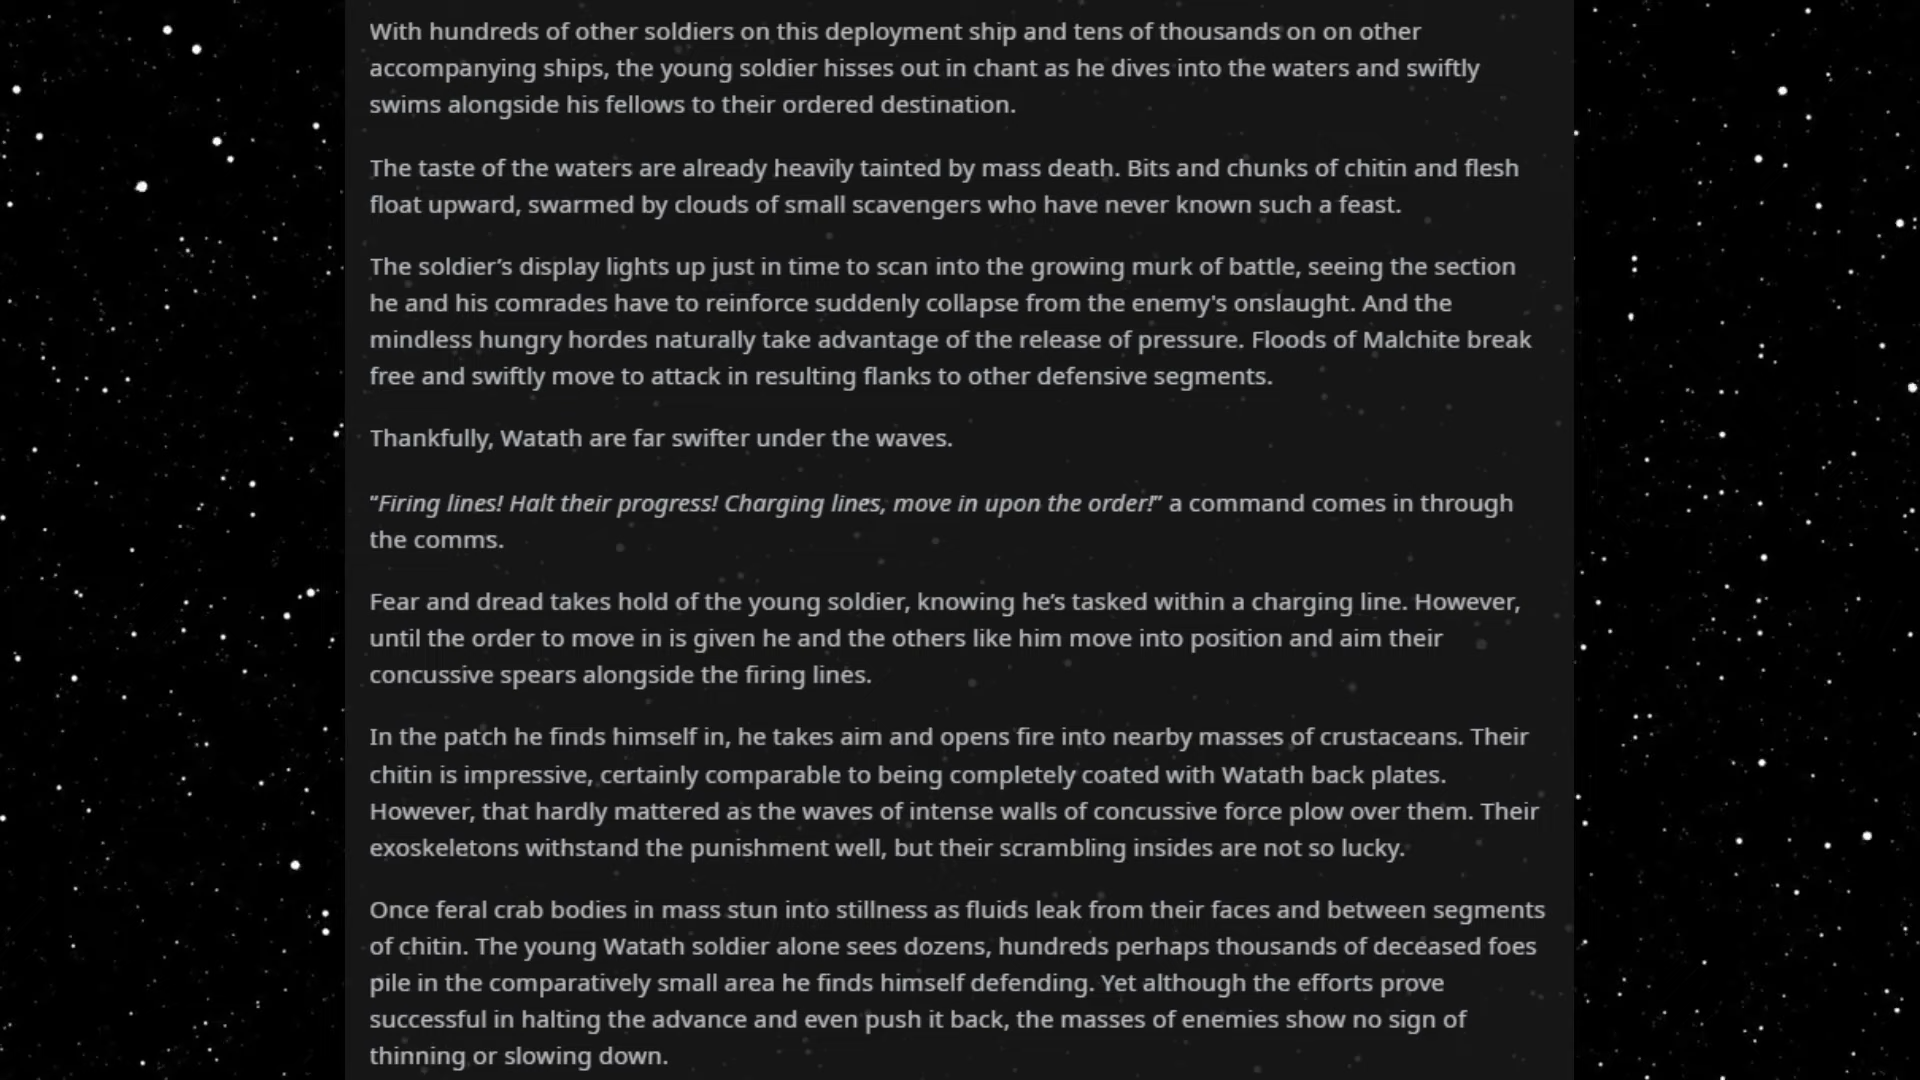 With hundreds of other soldiers on this deployment ship and tens of thousands on on other
accompanying ships, the young soldier hisses out in chant as he dives into the waters and swiftly
swims alongside his fellows to their ordered destination.
The taste of the waters are already heavily tainted by mass death. Bits and chunks of chitin and flesh
float upward, swarmed by clouds of small scavengers who have never known such a feast.
The soldier’s display lights up just in time to scan into the growing murk of battle, seeing the section
he and his comrades have to reinforce suddenly collapse from the enemy's onslaught. And the
mindless hungry hordes naturally take advantage of the release of pressure. Floods of Malchite break
free and swiftly move to attack in resulting flanks to other defensive segments.
Thankfully, Watath are far swifter under the waves.
“Firing lines! Halt their progress! Charging lines, move in upon the order!” a command comes in through
the comms.
Fear and dread takes hold of the young soldier, knowing he’s tasked within a charging line. However,
until the order to move in is given he and the others like him move into position and aim their
concussive spears alongside the firing lines.
In the patch he finds himself in, he takes aim and opens fire into nearby masses of crustaceans. Their
chitin is impressive, certainly comparable to being completely coated with Watath back plates.
However, that hardly mattered as the waves of intense walls of concussive force plow over them. Their
exoskeletons withstand the punishment well, but their scrambling insides are not so lucky.
Once feral crab bodies in mass stun into stillness as fluids leak from their faces and between segments
of chitin. The young Watath soldier alone sees dozens, hundreds perhaps thousands of deceased foes
pile in the comparatively small area he finds himself defending. Yet although the efforts prove
successful in halting the advance and even push it back, the masses of enemies show no sign of
thinning or slowing down.